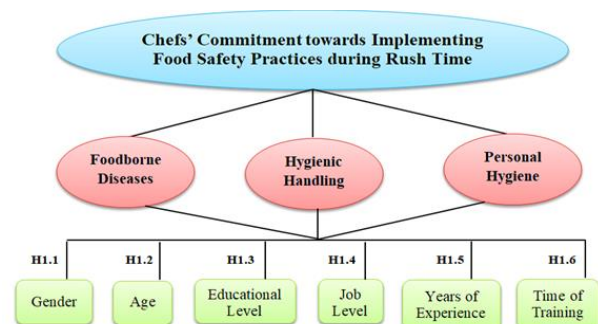 Chefs' Commitment towards Implementing
Food Safety Practices during Rush Time
Foodborne
Diseases
Hygienic
Handling
Personal
Hygiene
H1.1
H1.2
H1.3
H1.4
H1.5
H1.6
Gender
Age
Educational
Level
Job
Level
Years of
Experience
Time of
Training